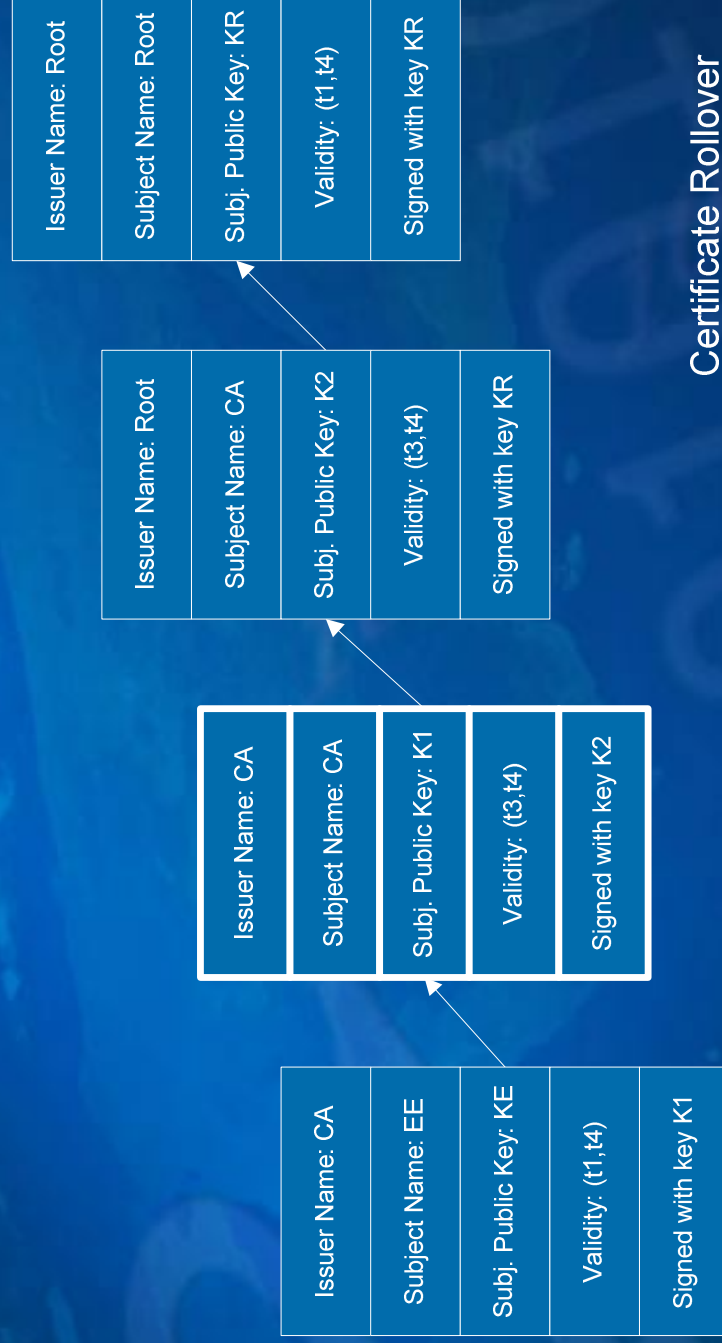 Issuer Name: CA
Subject Name: EE
Subj. Public Key: KE
Validity: (t1,t4)
Signed with key K1
Issuer Name: CA
Subject Name: CA
Subj. Public Key: K1
Validity: (t3,t4)
Signed with key K2
Issuer Name: Root
Subject Name: CA
Subj. Public Key: K2
Validity: (t3,t4)
Signed with key KR
Issuer Name: Root
Subject Name: Root
Subj. Public Key: KR
Validity: (t1,t4)
Signed with key KR
Certificate Rollover